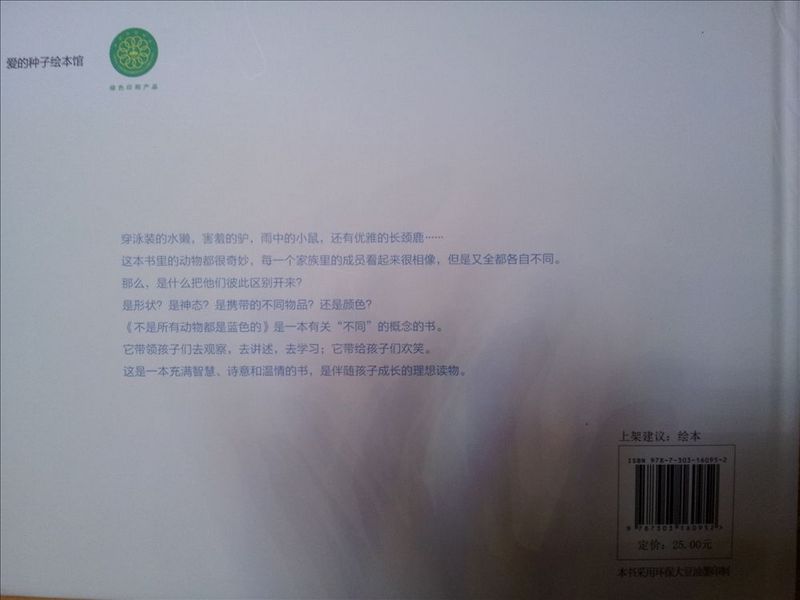 爱的种子绘本馆
绿色印刷产品
穿泳装的水獭，害羞的驴，雨中的小鼠，还有优雅的长颈鹿……
这本书里的动物都很奇妙，每一个家族里的成员看起来很相像，但是又全都各自不同。
那么，是什么把他们彼此区别开来？
是形状？是神态？是携带的不同物品？还是颜色？
《不是所有动物都是蓝色的》是一本有关“不同”的概念的书。
它带领孩子们去观察，去讲述，去学习；它带给孩子们欢笑。
这是一本充满智慧、诗意和温情的书，是伴随孩子成长的理想读物。
上架建议：绘本
ISBN 978-7-303-16095-2
9 787303 160952 >
定价：25.00元
本书采用环保大豆油墨印制